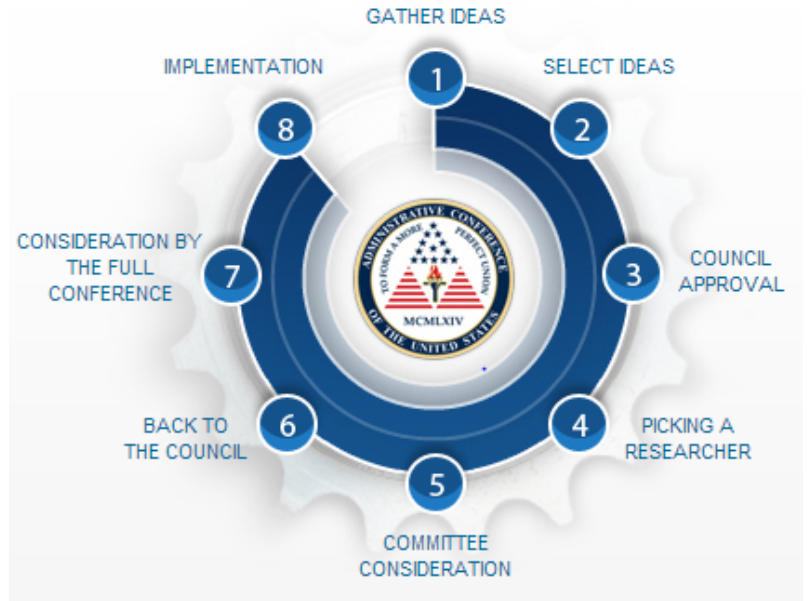 GATHER IDEAS
1
SELECT IDEAS
2
COUNCIL
APPROVAL
3
PICKING A
RESEARCHER
4
COMMITTEE
CONSIDERATION
5
BACK TO
THE COUNCIL
6
CONSIDERATION BY
THE FULL
CONFERENCE
7
IMPLEMENTATION
8
ADMINISTRATIVE CONFERENCE
OF THE UNITED STATES
TO FORM A MORE
PERFECT UNION
MCMLXIV